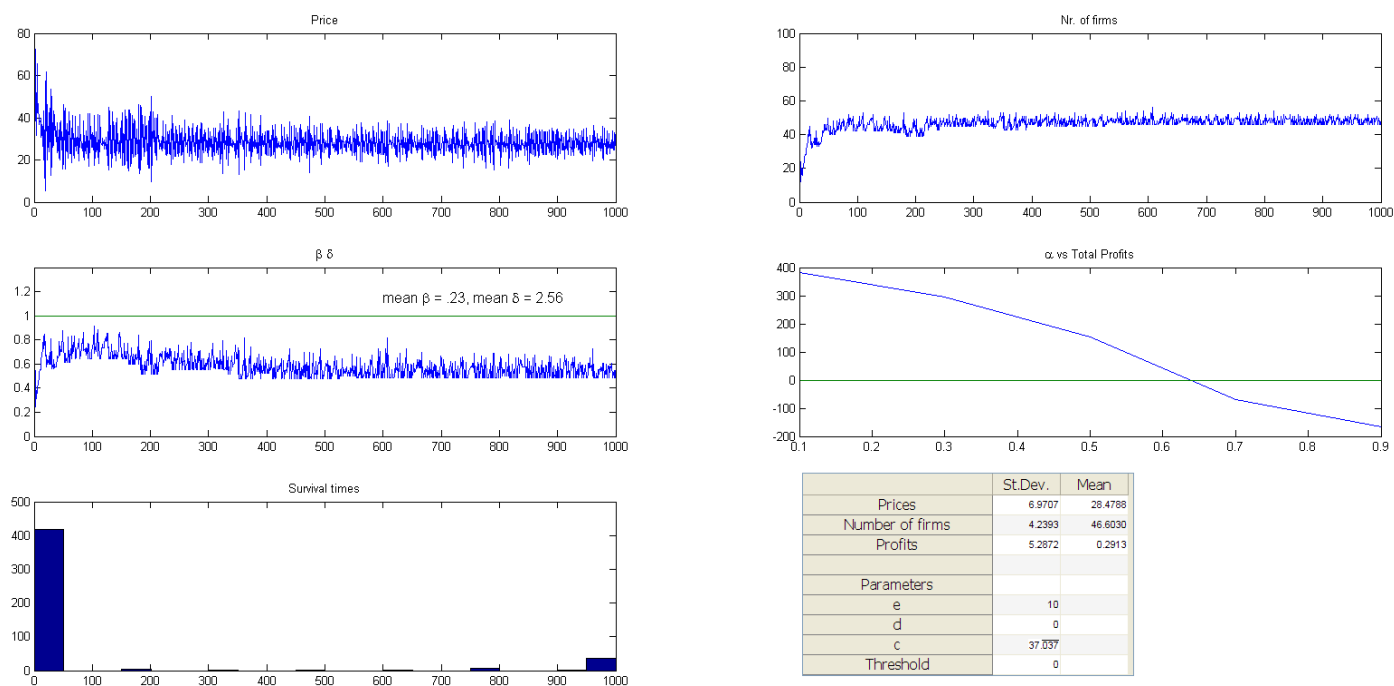 Price
80
60
40
20
0
0 100 200 300 400 500 600 700 800 900 1000
Nr. of firms
100
80
60
40
20
0
0 100 200 300 400 500 600 700 800 900 1000
β δ
1.2
1
0.8
0.6
0.4
0.2
0
mean β = .23, mean δ = 2.56
0 100 200 300 400 500 600 700 800 900 1000
α vs Total Profits
400
300
200
100
0
-100
-200
0.1 0.2 0.3 0.4 0.5 0.6 0.7 0.8 0.9
Survival times
500
400
300
200
100
0
0 100 200 300 400 500 600 700 800 900 1000
St.Dev. Mean
Prices 6.9707 28.4788
Number of firms 4.2393 46.6030
Profits 5.2872 0.2913
Parameters
e 10
d 0
c 37.0̅3̅7̅
Threshold 0